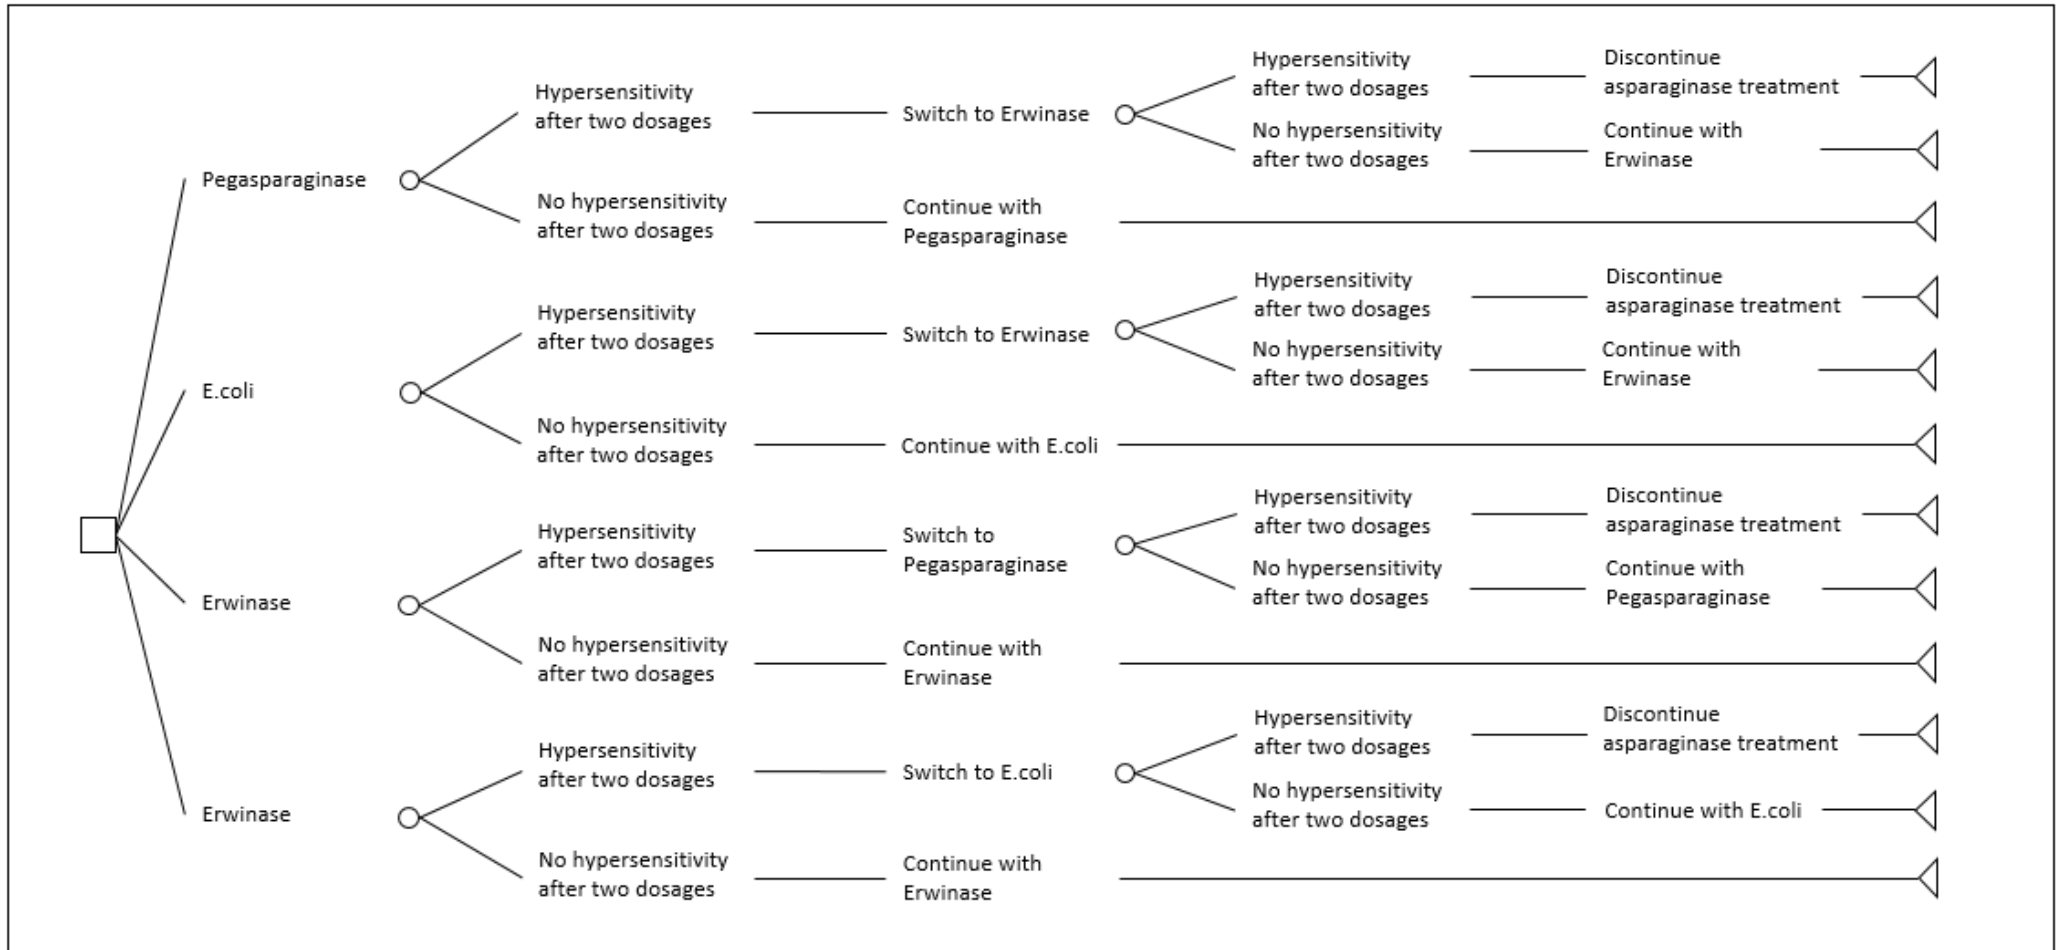 Pegasparaginase
Hypersensitivity
after two dosages
Switch to Erwinase
Hypersensitivity
after two dosages
Discontinue
asparaginase treatment
No hypersensitivity
after two dosages
Continue with
Erwinase
No hypersensitivity
after two dosages
Continue with
Pegasparaginase
E.coli
Hypersensitivity
after two dosages
Switch to Erwinase
Hypersensitivity
after two dosages
Discontinue
asparaginase treatment
No hypersensitivity
after two dosages
Continue with
Erwinase
No hypersensitivity
after two dosages
Continue with E.coli
Erwinase
Hypersensitivity
after two dosages
Switch to
Pegasparaginase
Hypersensitivity
after two dosages
Discontinue
asparaginase treatment
No hypersensitivity
after two dosages
Continue with
Pegasparaginase
No hypersensitivity
after two dosages
Continue with
Erwinase
Erwinase
Hypersensitivity
after two dosages
Switch to E.coli
Hypersensitivity
after two dosages
Discontinue
asparaginase treatment
No hypersensitivity
after two dosages
Continue with E.coli
No hypersensitivity
after two dosages
Continue with
Erwinase